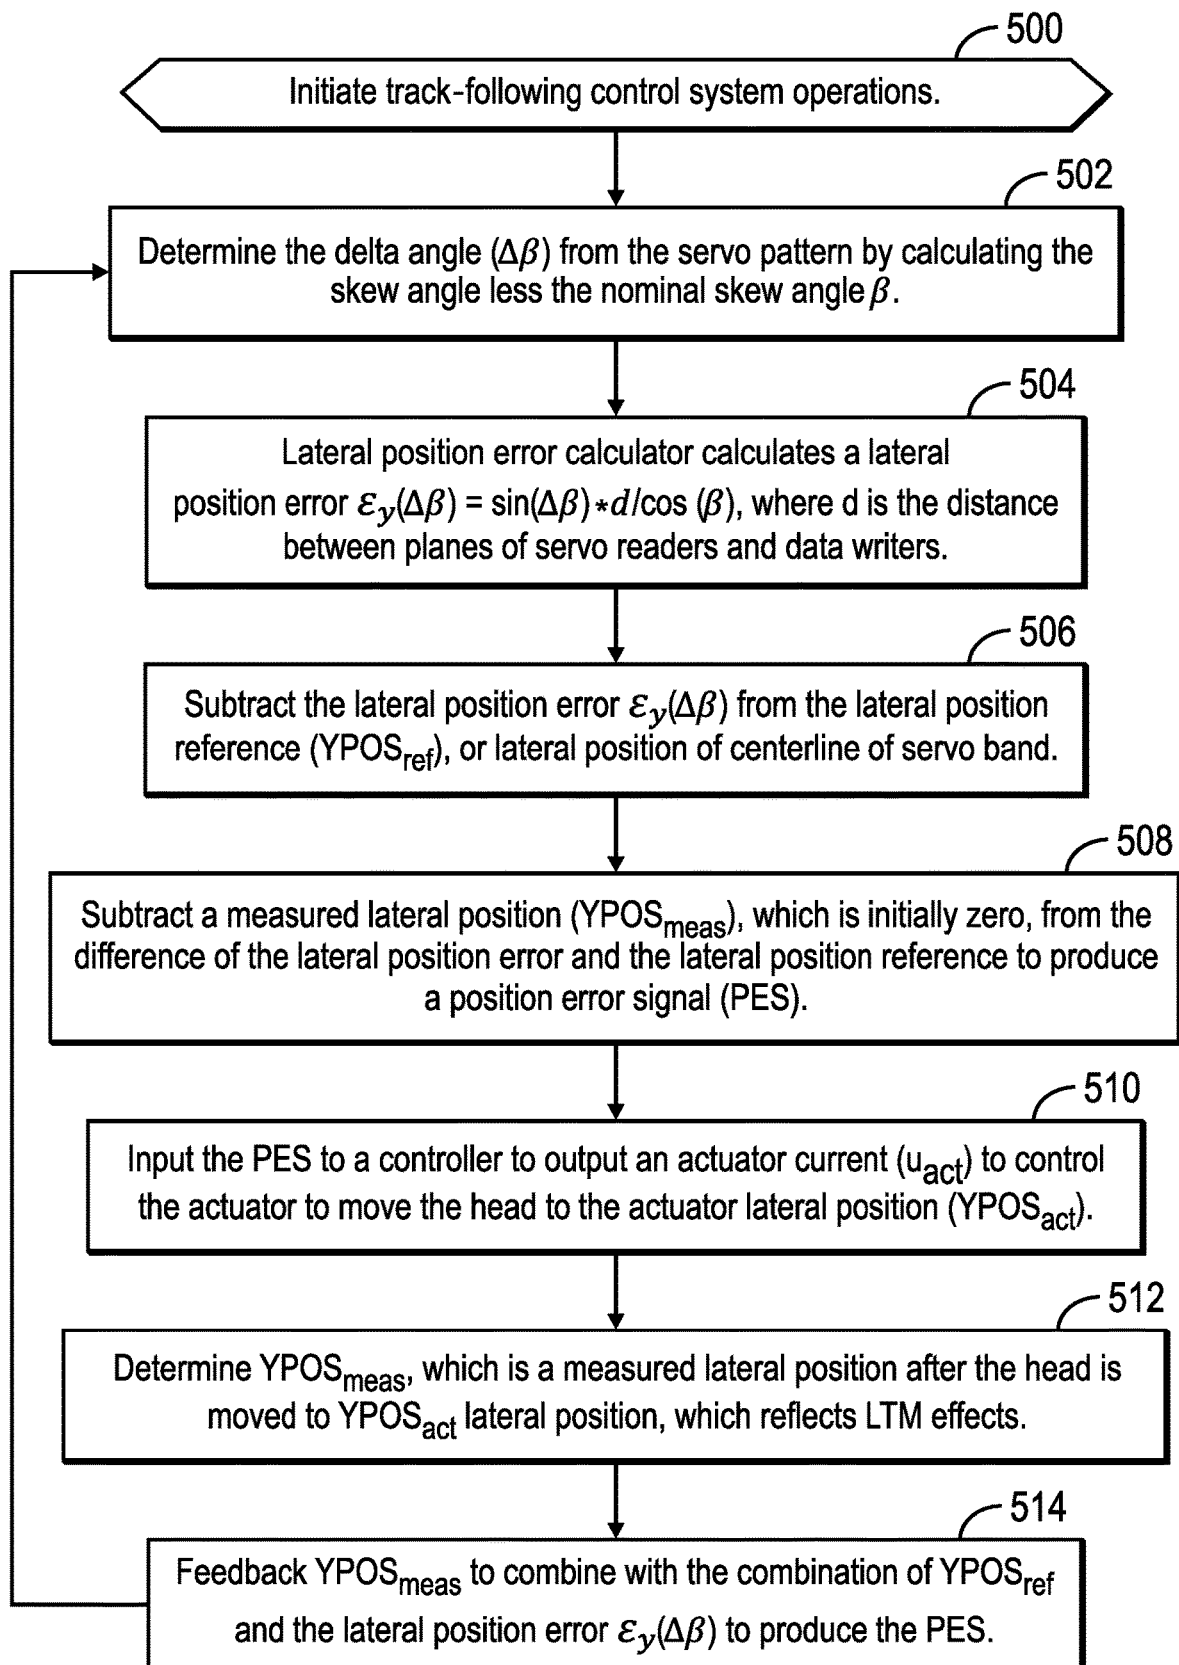 500
Initiate track-following control system operations.
502
Determine the delta angle (Δβ) from the servo pattern by calculating the
skew angle less the nominal skew angle β.
504
Lateral position error calculator calculates a lateral
position error Ɛy(Δβ) = sin(Δβ)*d/cos (β), where d is the distance
between planes of servo readers and data writers.
506
Subtract the lateral position error Ɛy(Δβ) from the lateral position
reference (YPOSref), or lateral position of centerline of servo band.
508
Subtract a measured lateral position (YPOSmeas), which is initially zero, from the
difference of the lateral position error and the lateral position reference to produce
a position error signal (PES).
510
Input the PES to a controller to output an actuator current (uact) to control
the actuator to move the head to the actuator lateral position (YPOSact).
512
Determine YPOSmeas, which is a measured lateral position after the head is
moved to YPOSact lateral position, which reflects LTM effects.
514
Feedback YPOSmeas to combine with the combination of YPOSref
and the lateral position error Ɛy(Δβ) to produce the PES.